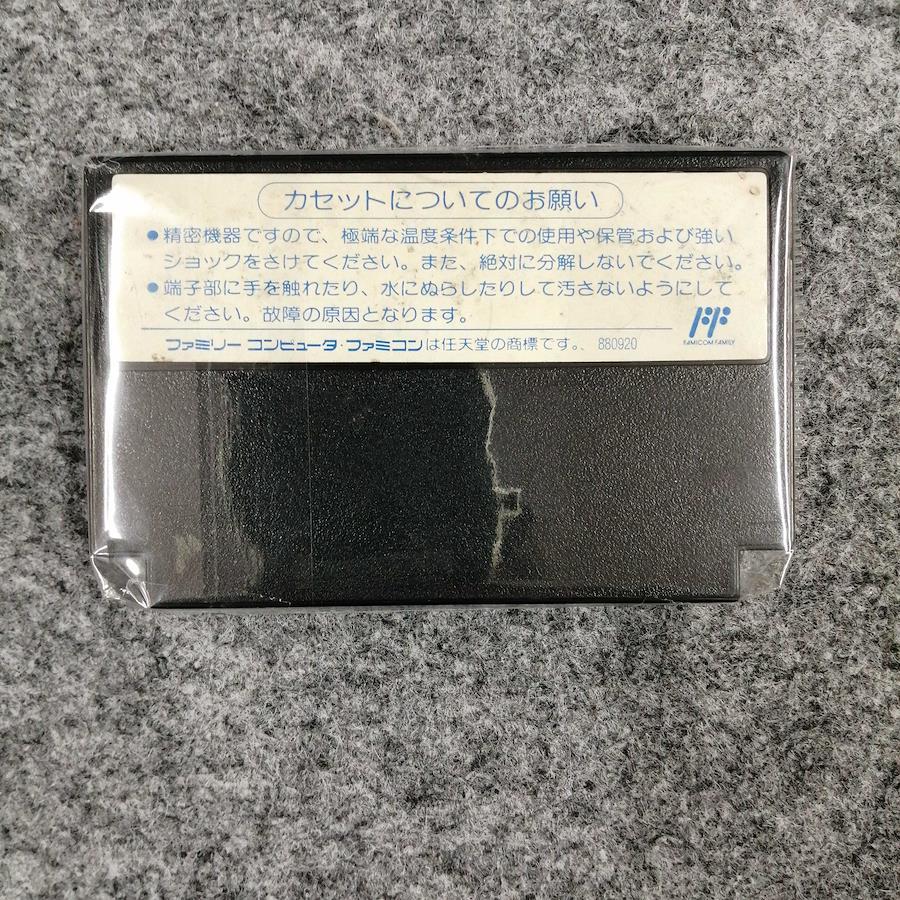 カセットについてのお願い
●精密機器ですので、極端な温度条件下での使用や保管および強い
ショックをさけてください。また、絶対に分解しないでください。
●端子部に手を触れたり、水にぬらしたりして汚さないようにして
ください。故障の原因となります。
FAMICOM FAMILY
ファミリー コンピュータ・ファミコンは任天堂の商標です。 880920